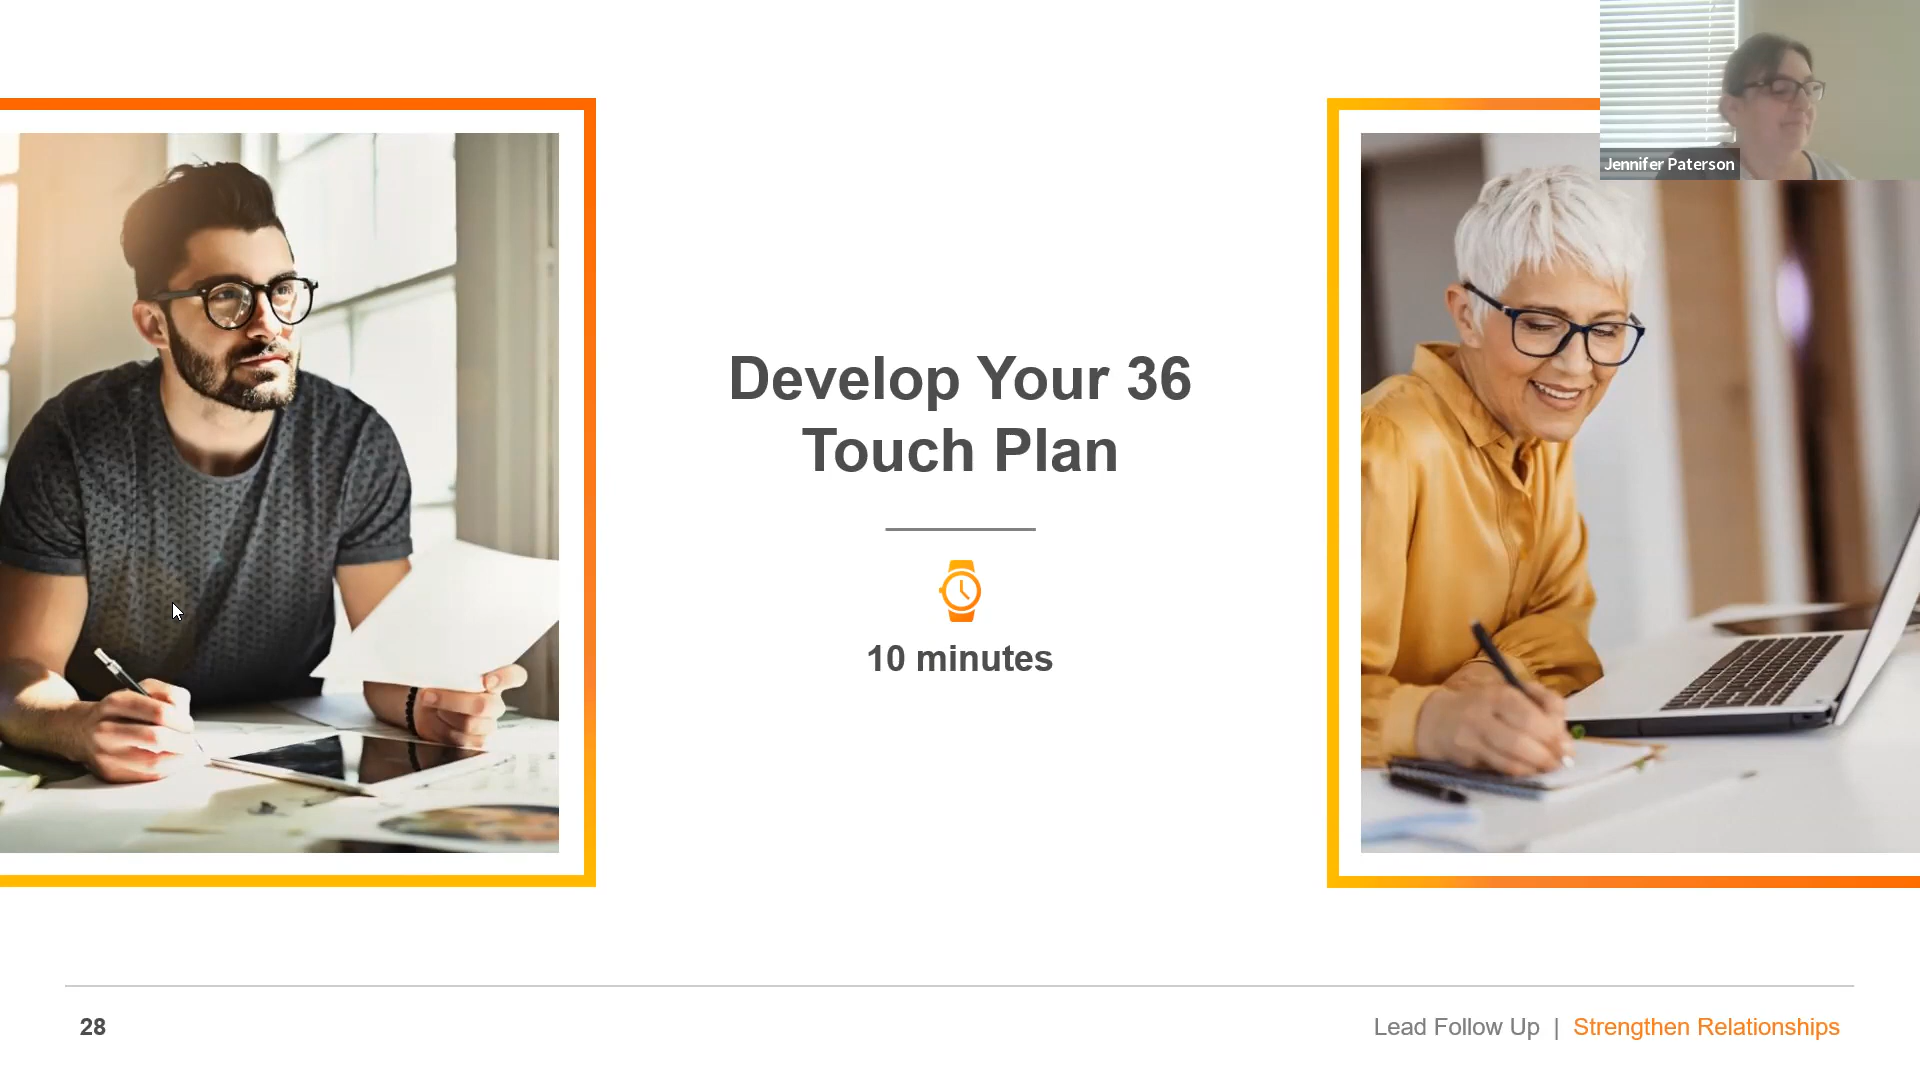 Jennifer Paterson
Develop Your 36
Touch Plan
10 minutes
28
Lead Follow Up | Strengthen Relationships